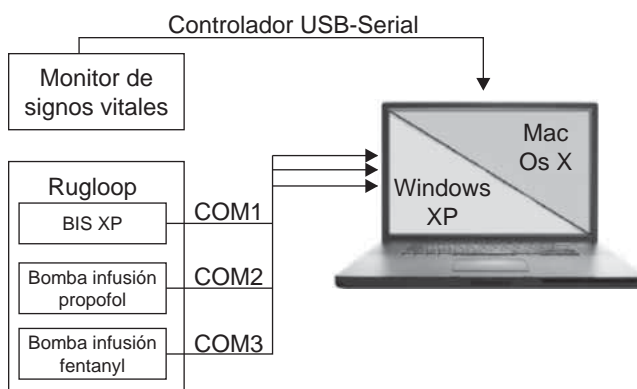 Controlador USB-Serial
Monitor de
signos vitales
Mac
Os X
Windows
XP
Rugloop
BIS XP
COM1
Bomba infusión
propofol
COM2
Bomba infusión
fentanyl
COM3